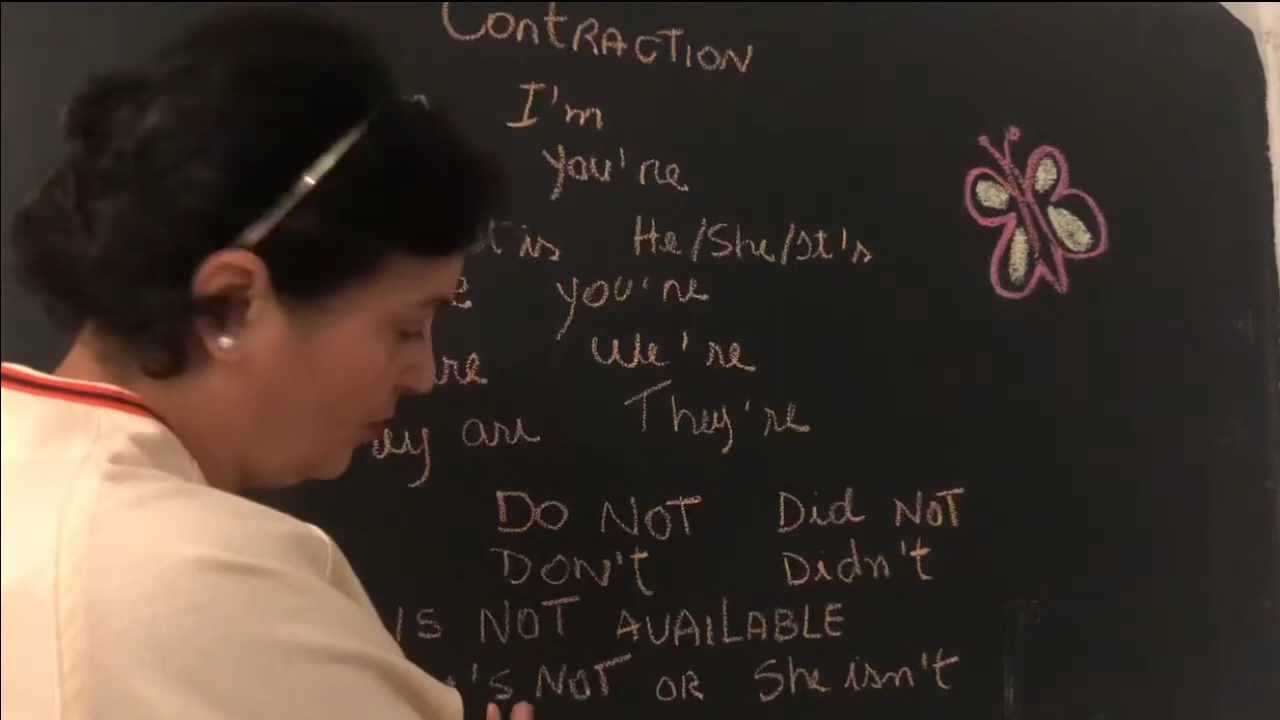 ContRACTION
I'm
you're
is He/She/It's
you're
are We're
are They're
DO NOT Did NOT
DON'T Didn't
IS NOT AVAILABLE
's NOT OR She isn't